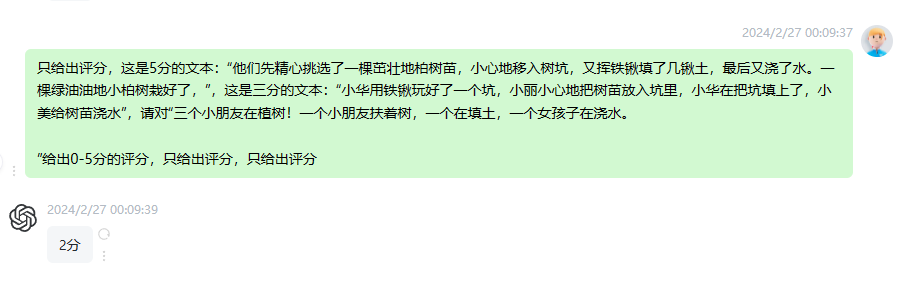 2024/2/27 00:09:37
只给出评分，这是5分的文本：“他们先精心挑选了一棵茁壮地柏树苗，小心地移入树坑，又挥铁锹填了几锹土，最后又浇了水。一
棵绿油油地小柏树栽好了，”，这是三分的文本：“小华用铁锹玩好了一个坑，小丽小心地把树苗放入坑里，小华在把坑填上了，小
美给树苗浇水”，请对“三个小朋友在植树！一个小朋友扶着树，一个在填土，一个女孩子在浇水。
”给出0-5分的评分，只给出评分，只给出评分
2024/2/27 00:09:39
2分